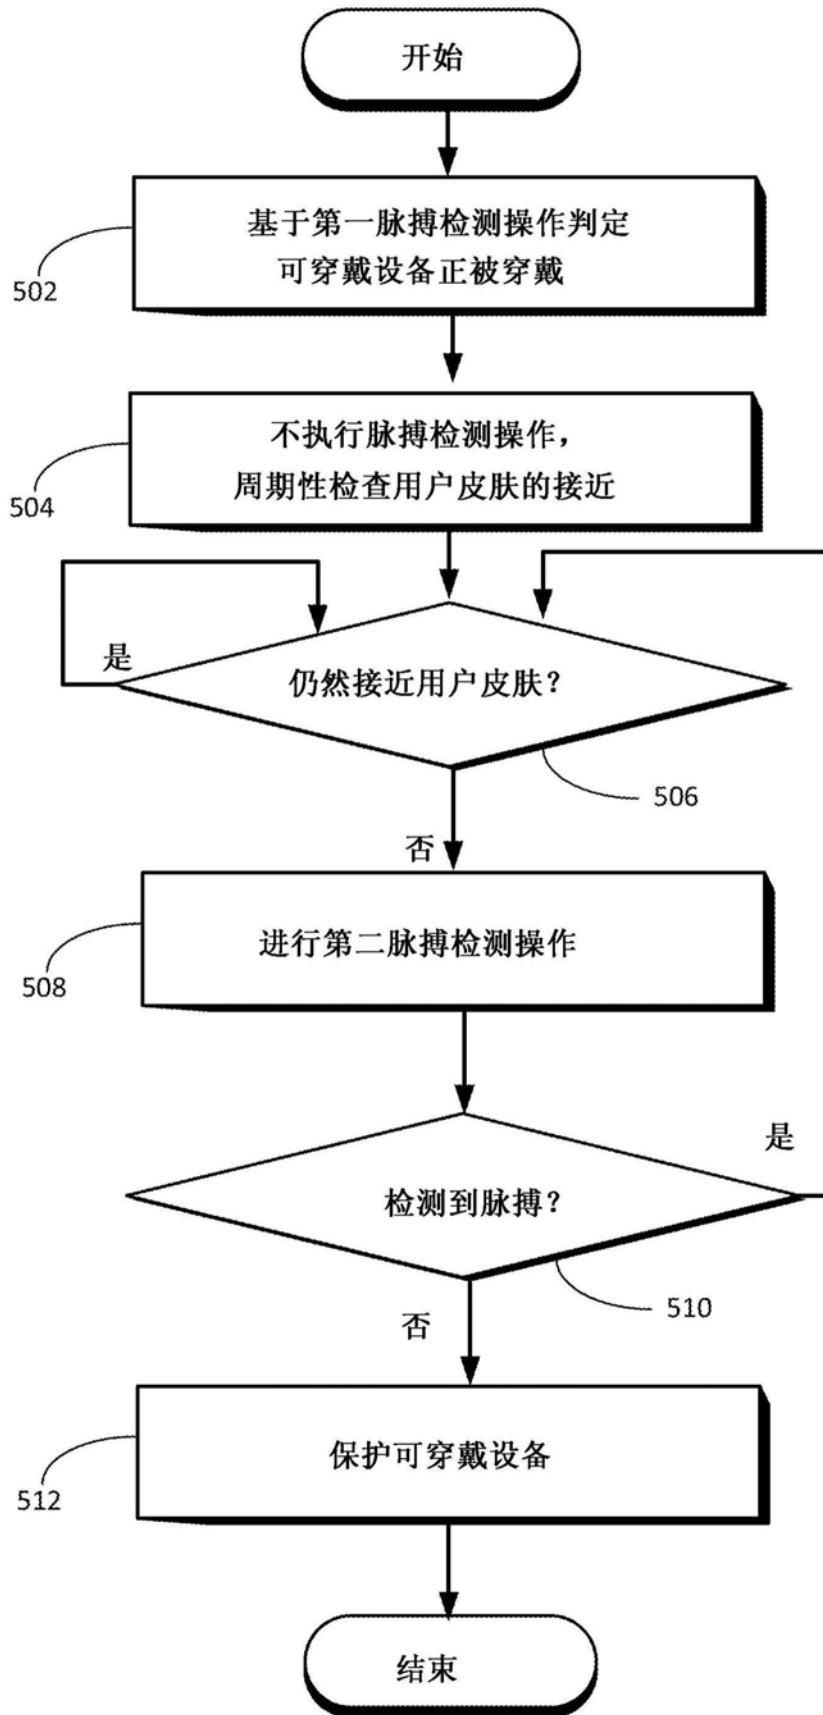 开始
基于第一脉搏检测操作判定
可穿戴设备正被穿戴
502
不执行脉搏检测操作，
周期性检查用户皮肤的接近
504
是
仍然接近用户皮肤？
506
否
进行第二脉搏检测操作
508
是
检测到脉搏？
510
否
保护可穿戴设备
512
结束